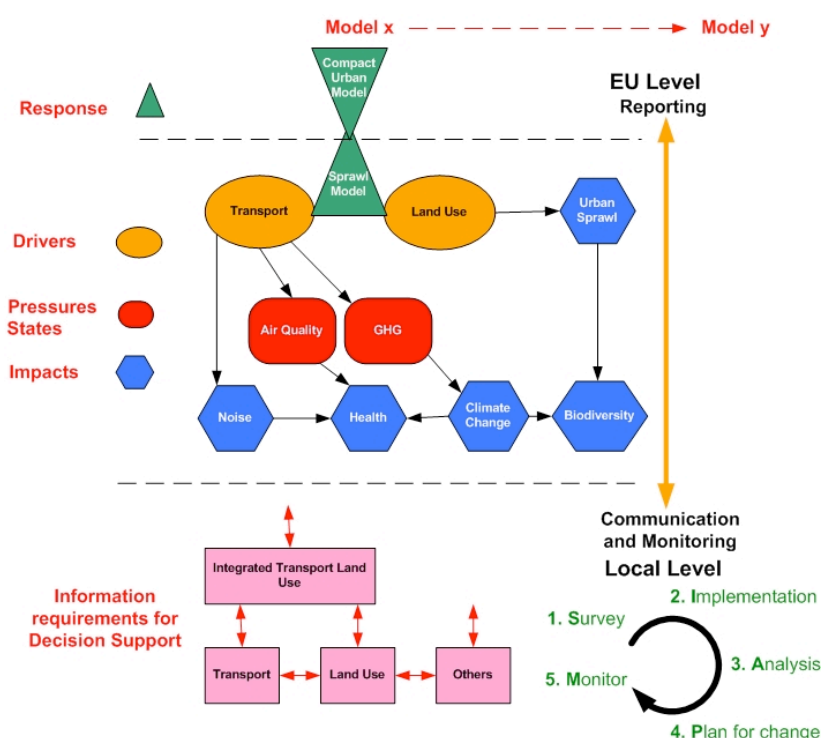 Model x
Model y
Compact
Urban
Model
EU Level
Reporting
Response
Sprawl
Model
Transport
Land Use
Urban
Sprawl
Drivers
Pressures
States
Air Quality
GHG
Impacts
Noise
Health
Climate
Change
Biodiversity
Communication
and Monitoring
Local Level
Integrated Transport Land
Use
Information
requirements for
Decision Support
Transport
Land Use
Others
1. Survey
2. Implementation
3. Analysis
4. Plan for change
5. Monitor